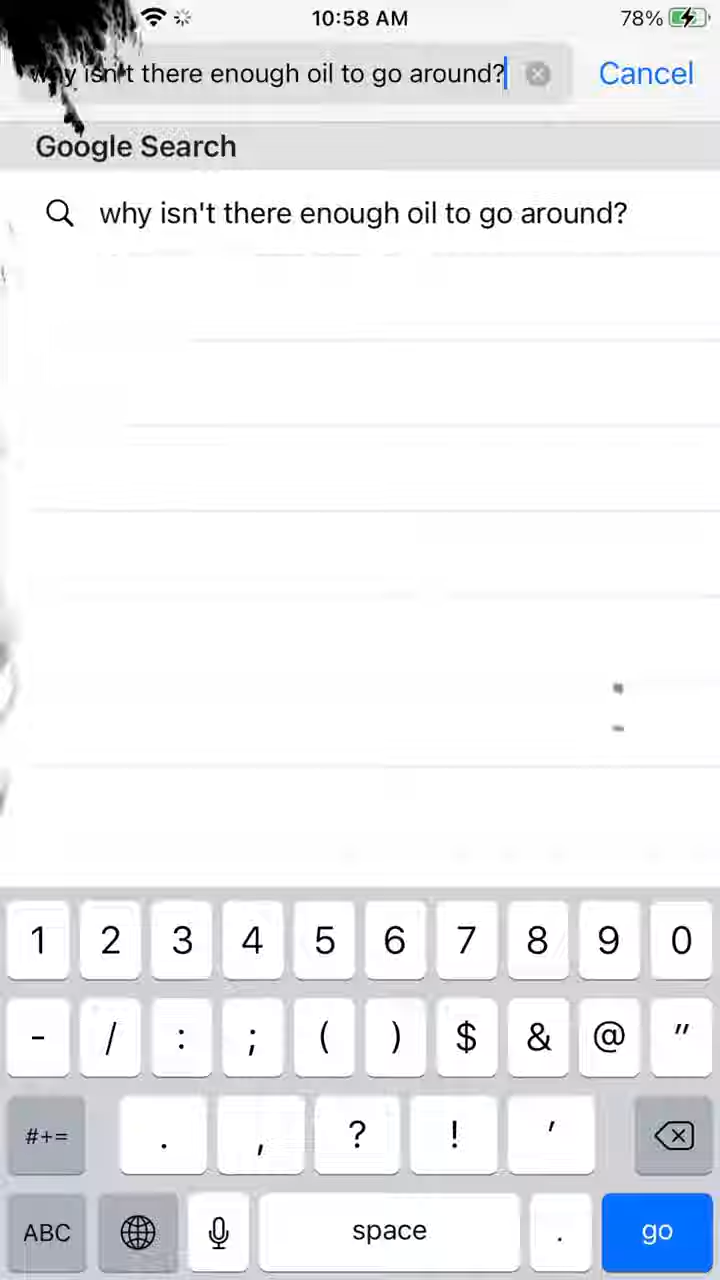 10:58 AM
78%
why isn't there enough oil to go around?
Cancel
Google Search
why isn't there enough oil to go around?
1 2 3 4 5 6 7 8 9 0
- / : ; ( ) $ & @ "
#+= . , ? ! '
ABC space . go